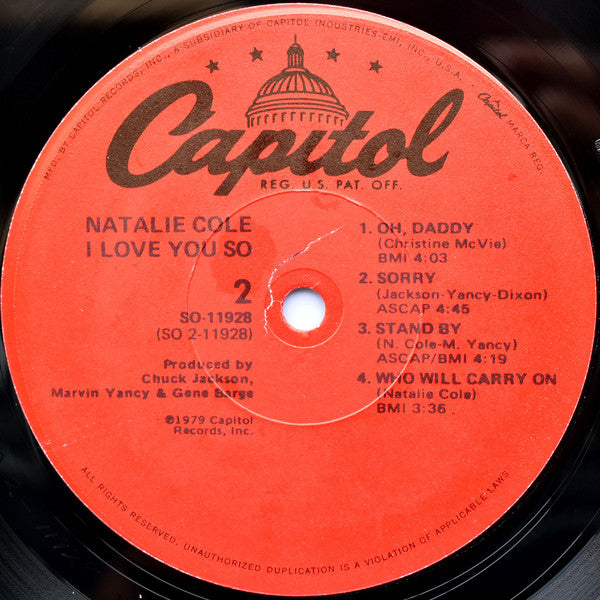 MFD. BY CAPITOL RECORDS, INC., A SUBSIDIARY OF CAPITOL INDUSTRIES-EMI, INC., U.S.A.
Capitol MARCA REG.
Capitol
REG. U.S. PAT. OFF.
NATALIE COLE
I LOVE YOU SO
2
SO-11928
(SO 2-11928)
Produced by
Chuck Jackson,
Marvin Yancy & Gene Barge
℗1979 Capitol
Records, Inc.
1. OH, DADDY
(Christine McVie)
BMI 4:03
2. SORRY
(Jackson-Yancy-Dixon)
ASCAP 4:45
3. STAND BY
(N. Cole-M. Yancy)
ASCAP/BMI 4:19
4. WHO WILL CARRY ON
(Natalie Cole)
BMI 3:36
ALL RIGHTS RESERVED. UNAUTHORIZED DUPLICATION IS A VIOLATION OF APPLICABLE LAWS